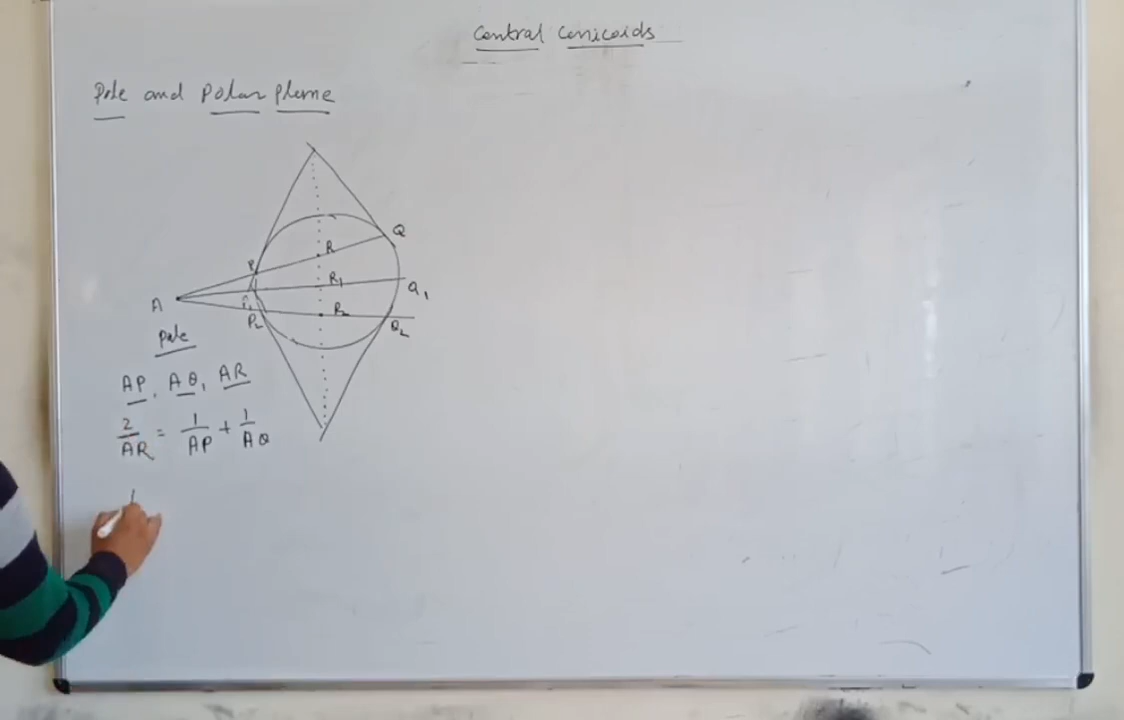 Central Conicoids
Pole and Polar Plane
Q
R
P
R₁
A
P₁
Q₁
R₂
P₂
Q₂
Pole
AP, AQ, AR
2/AR = 1/AP + 1/AQ